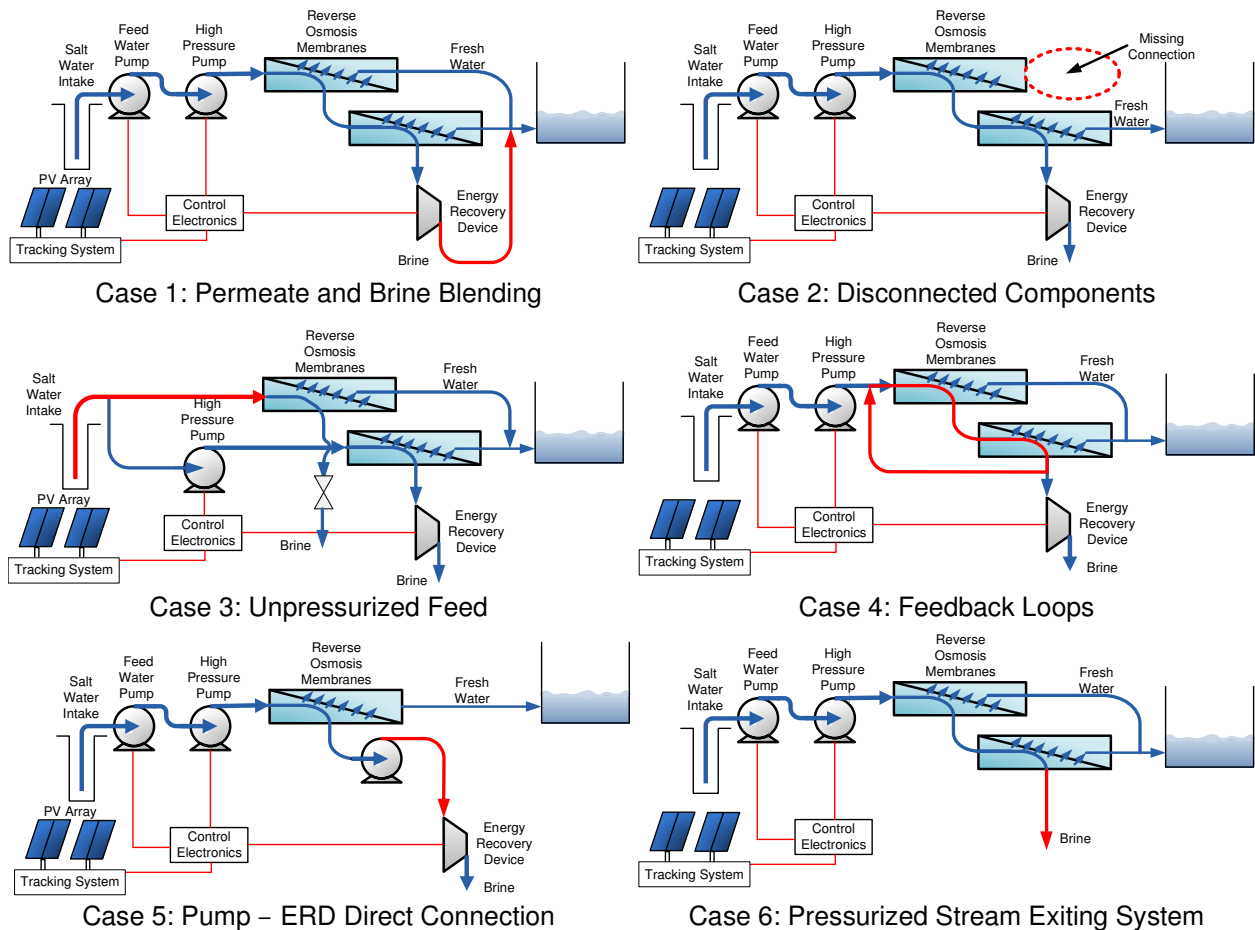 Salt
Water
Intake
Feed
Water
Pump
High
Pressure
Pump
Reverse
Osmosis
Membranes
Fresh
Water
PV Array
Tracking System
Control
Electronics
Energy
Recovery
Device
Brine
Case 1: Permeate and Brine Blending
Salt
Water
Intake
Feed
Water
Pump
High
Pressure
Pump
Reverse
Osmosis
Membranes
Missing
Connection
Fresh
Water
PV Array
Tracking System
Control
Electronics
Energy
Recovery
Device
Brine
Case 2: Disconnected Components
Salt
Water
Intake
High
Pressure
Pump
Reverse
Osmosis
Membranes
Fresh
Water
PV Array
Tracking System
Control
Electronics
Brine
Energy
Recovery
Device
Brine
Case 3: Unpressurized Feed
Salt
Water
Intake
Feed
Water
Pump
High
Pressure
Pump
Reverse
Osmosis
Membranes
Fresh
Water
PV Array
Tracking System
Control
Electronics
Energy
Recovery
Device
Brine
Case 4: Feedback Loops
Salt
Water
Intake
Feed
Water
Pump
High
Pressure
Pump
Reverse
Osmosis
Membranes
Fresh
Water
PV Array
Tracking System
Control
Electronics
Energy
Recovery
Device
Brine
Case 5: Pump – ERD Direct Connection
Salt
Water
Intake
Feed
Water
Pump
High
Pressure
Pump
Reverse
Osmosis
Membranes
Fresh
Water
PV Array
Tracking System
Control
Electronics
Brine
Case 6: Pressurized Stream Exiting System